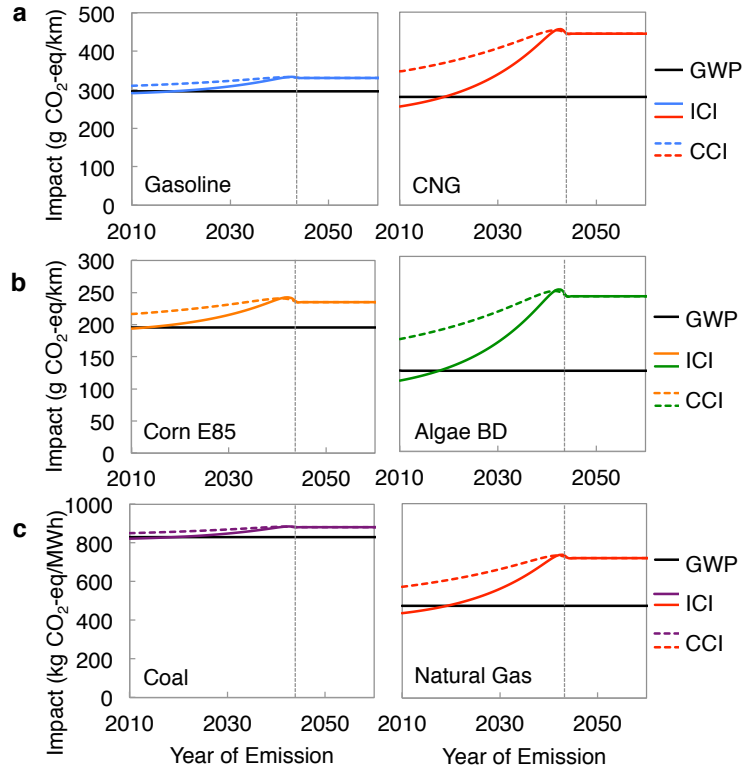 a
Impact (g CO₂-eq/km)
500
400
300
200
100
0
Gasoline
2010
2030
2050
CNG
2010
2030
2050
GWP
ICI
CCI
b
Impact (g CO₂-eq/km)
300
250
200
150
100
50
0
Corn E85
2010
2030
2050
Algae BD
2010
2030
2050
GWP
ICI
CCI
c
Impact (kg CO₂-eq/MWh)
1000
800
600
400
200
0
Coal
2010
2030
2050
Year of Emission
Natural Gas
2010
2030
2050
Year of Emission
GWP
ICI
CCI